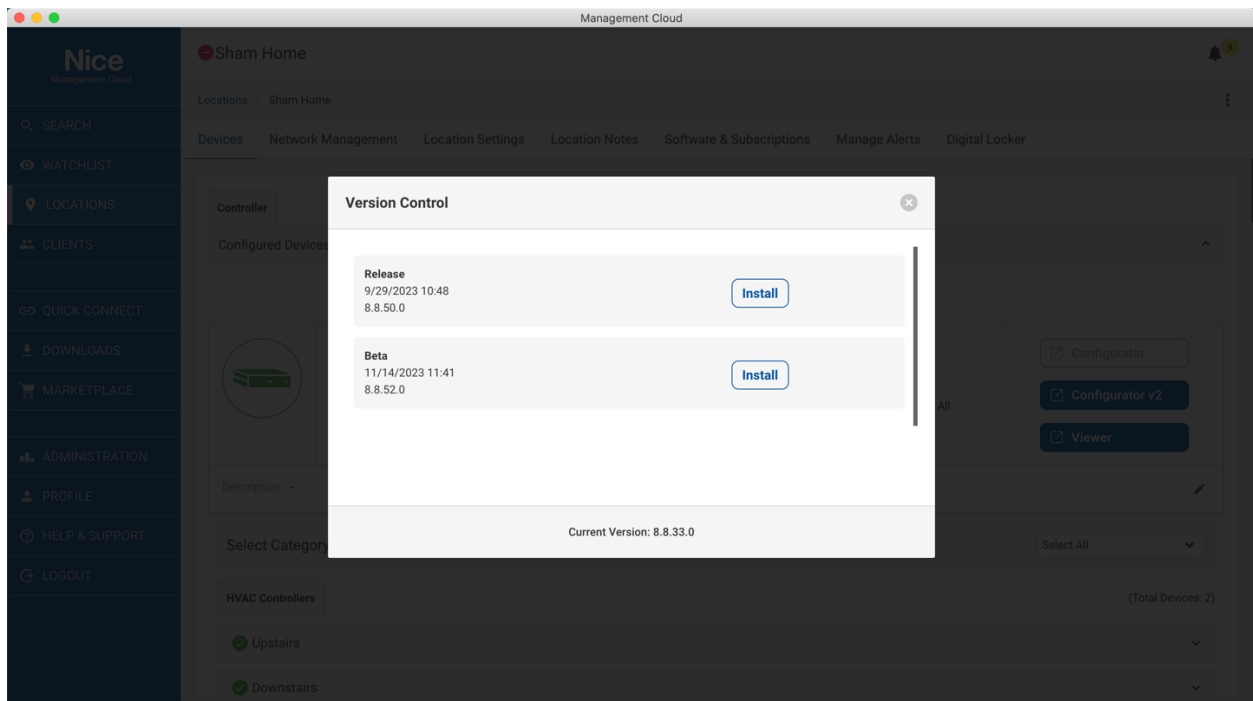 Management Cloud
Nice
Management Cloud
SEARCH
WATCHLIST
LOCATIONS
CLIENTS
QUICK CONNECT
DOWNLOADS
MARKETPLACE
ADMINISTRATION
PROFILE
HELP & SUPPORT
LOGOUT
Sham Home
3
Locations / Sham Home
Devices Network Management Location Settings Location Notes Software & Subscriptions Manage Alerts Digital Locker
Controller
Configured Devices
Version Control
Release
9/29/2023 10:48
8.8.50.0
Install
Beta
11/14/2023 11:41
8.8.52.0
Install
Current Version: 8.8.33.0
All
Configurator
Configurator v2
Viewer
Description: -
Select Category
Select All
HVAC Controllers
(Total Devices: 2)
Upstairs
Downstairs